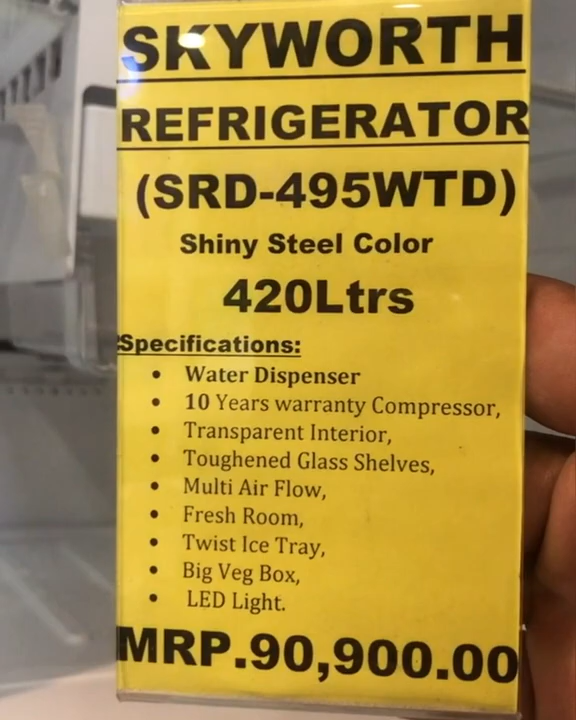 SKYWORTH
REFRIGERATOR
(SRD-495WTD)
Shiny Steel Color
420Ltrs
Specifications:
• Water Dispenser
• 10 Years warranty Compressor,
• Transparent Interior,
• Toughened Glass Shelves,
• Multi Air Flow,
• Fresh Room,
• Twist Ice Tray,
• Big Veg Box,
• LED Light.
MRP.90,900.00